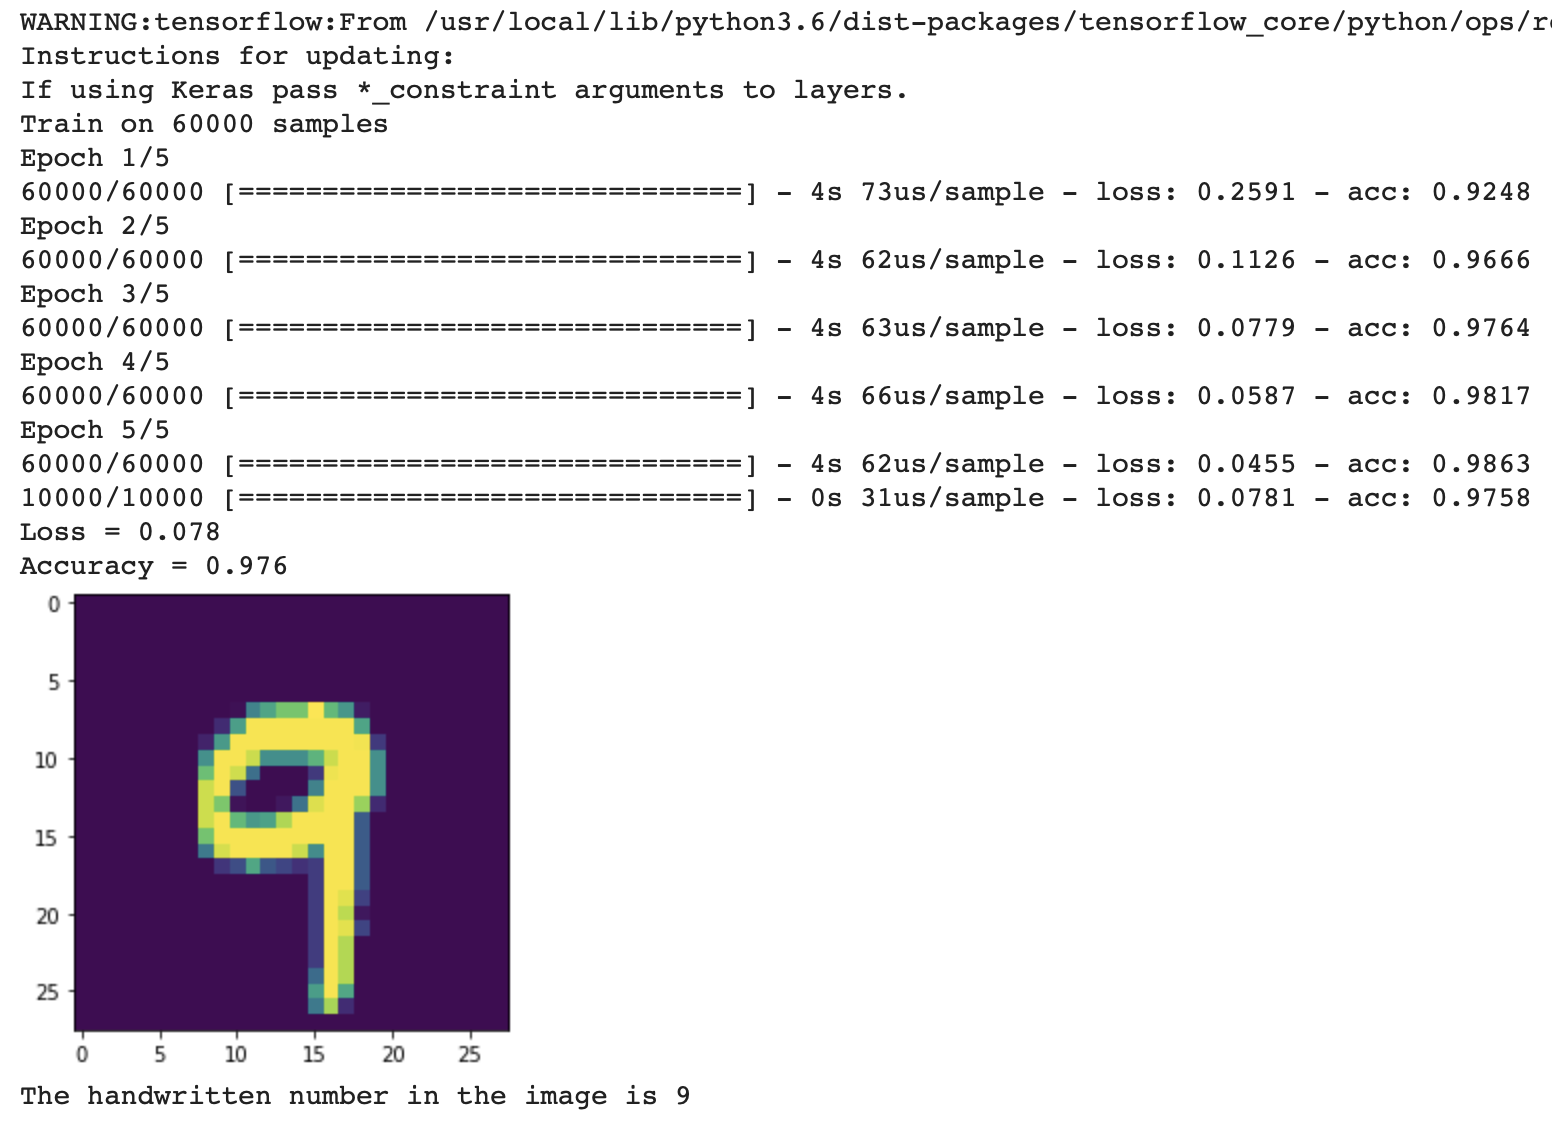 WARNING:tensorflow:From /usr/local/lib/python3.6/dist-packages/tensorflow_core/python/ops/
Instructions for updating:
If using Keras pass *_constraint arguments to layers.
Train on 60000 samples
Epoch 1/5
60000/60000 [==============================] - 4s 73us/sample - loss: 0.2591 - acc: 0.9248
Epoch 2/5
60000/60000 [==============================] - 4s 62us/sample - loss: 0.1126 - acc: 0.9666
Epoch 3/5
60000/60000 [==============================] - 4s 63us/sample - loss: 0.0779 - acc: 0.9764
Epoch 4/5
60000/60000 [==============================] - 4s 66us/sample - loss: 0.0587 - acc: 0.9817
Epoch 5/5
60000/60000 [==============================] - 4s 62us/sample - loss: 0.0455 - acc: 0.9863
10000/10000 [==============================] - 0s 31us/sample - loss: 0.0781 - acc: 0.9758
Loss = 0.078
Accuracy = 0.976
0
5
10
15
20
25
9
0 5 10 15 20 25
The handwritten number in the image is 9